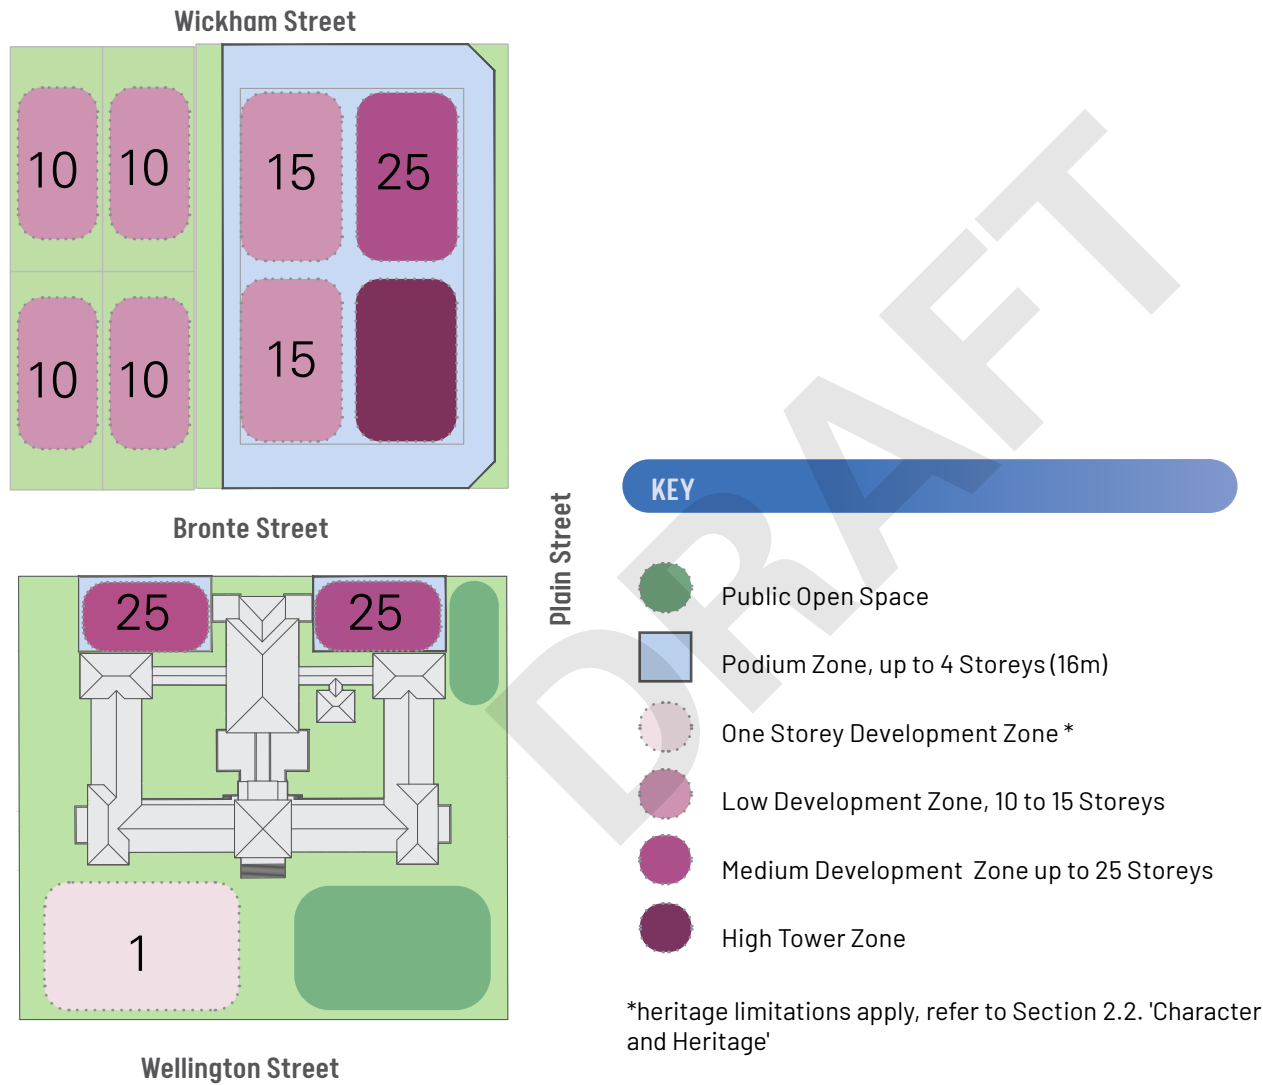 Wickham Street
10
10
15
25
10
10
15
Bronte Street
Plain Street
25
25
1
Wellington Street
KEY
Public Open Space
Podium Zone, up to 4 Storeys (16m)
One Storey Development Zone *
Low Development Zone, 10 to 15 Storeys
Medium Development  Zone up to 25 Storeys
High Tower Zone
*heritage limitations apply, refer to Section 2.2. 'Character
and Heritage'
DRAFT